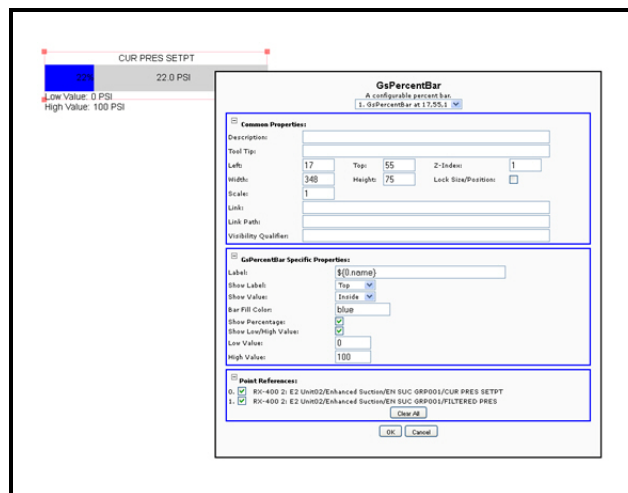 CUR PRES SETPT
22% 22.0 PSI
Low Value: 0 PSI
High Value: 100 PSI
GsPercentBar
A configurable percent bar.
1. GsPercentBar at 17,55,1
Common Properties:
Description:
Tool Tip:
Left: 17 Top: 55 Z-Index: 1
Width: 348 Height: 75 Lock Size/Position:
Scale: 1
Link:
Link Path:
Visibility Qualifier:
GsPercentBar Specific Properties:
Label: ${0.name}
Show Label: Top
Show Value: Inside
Bar Fill Color: blue
Show Percentage:
Show Low/High Value:
Low Value: 0
High Value: 100
Point References:
0. RX-400 2: E2 Unit02/Enhanced Suction/EN SUC GRP001/CUR PRES SETPT
1. RX-400 2: E2 Unit02/Enhanced Suction/EN SUC GRP001/FILTERED PRES
Clear All
OK Cancel